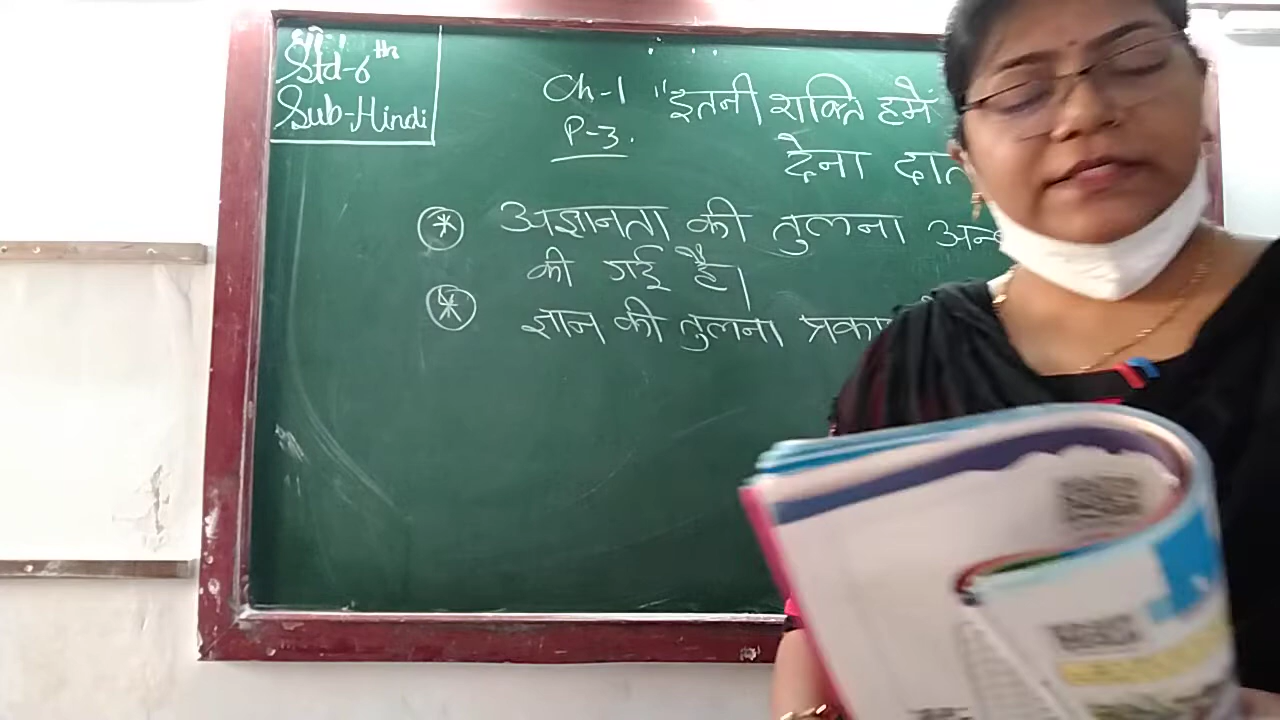 Std-6th
Sub-Hindi
Ch-1 "इतनी शक्ति हमें
P-3.
देना
अज्ञानता की तुलना
की गई है।
ज्ञान की तुलना